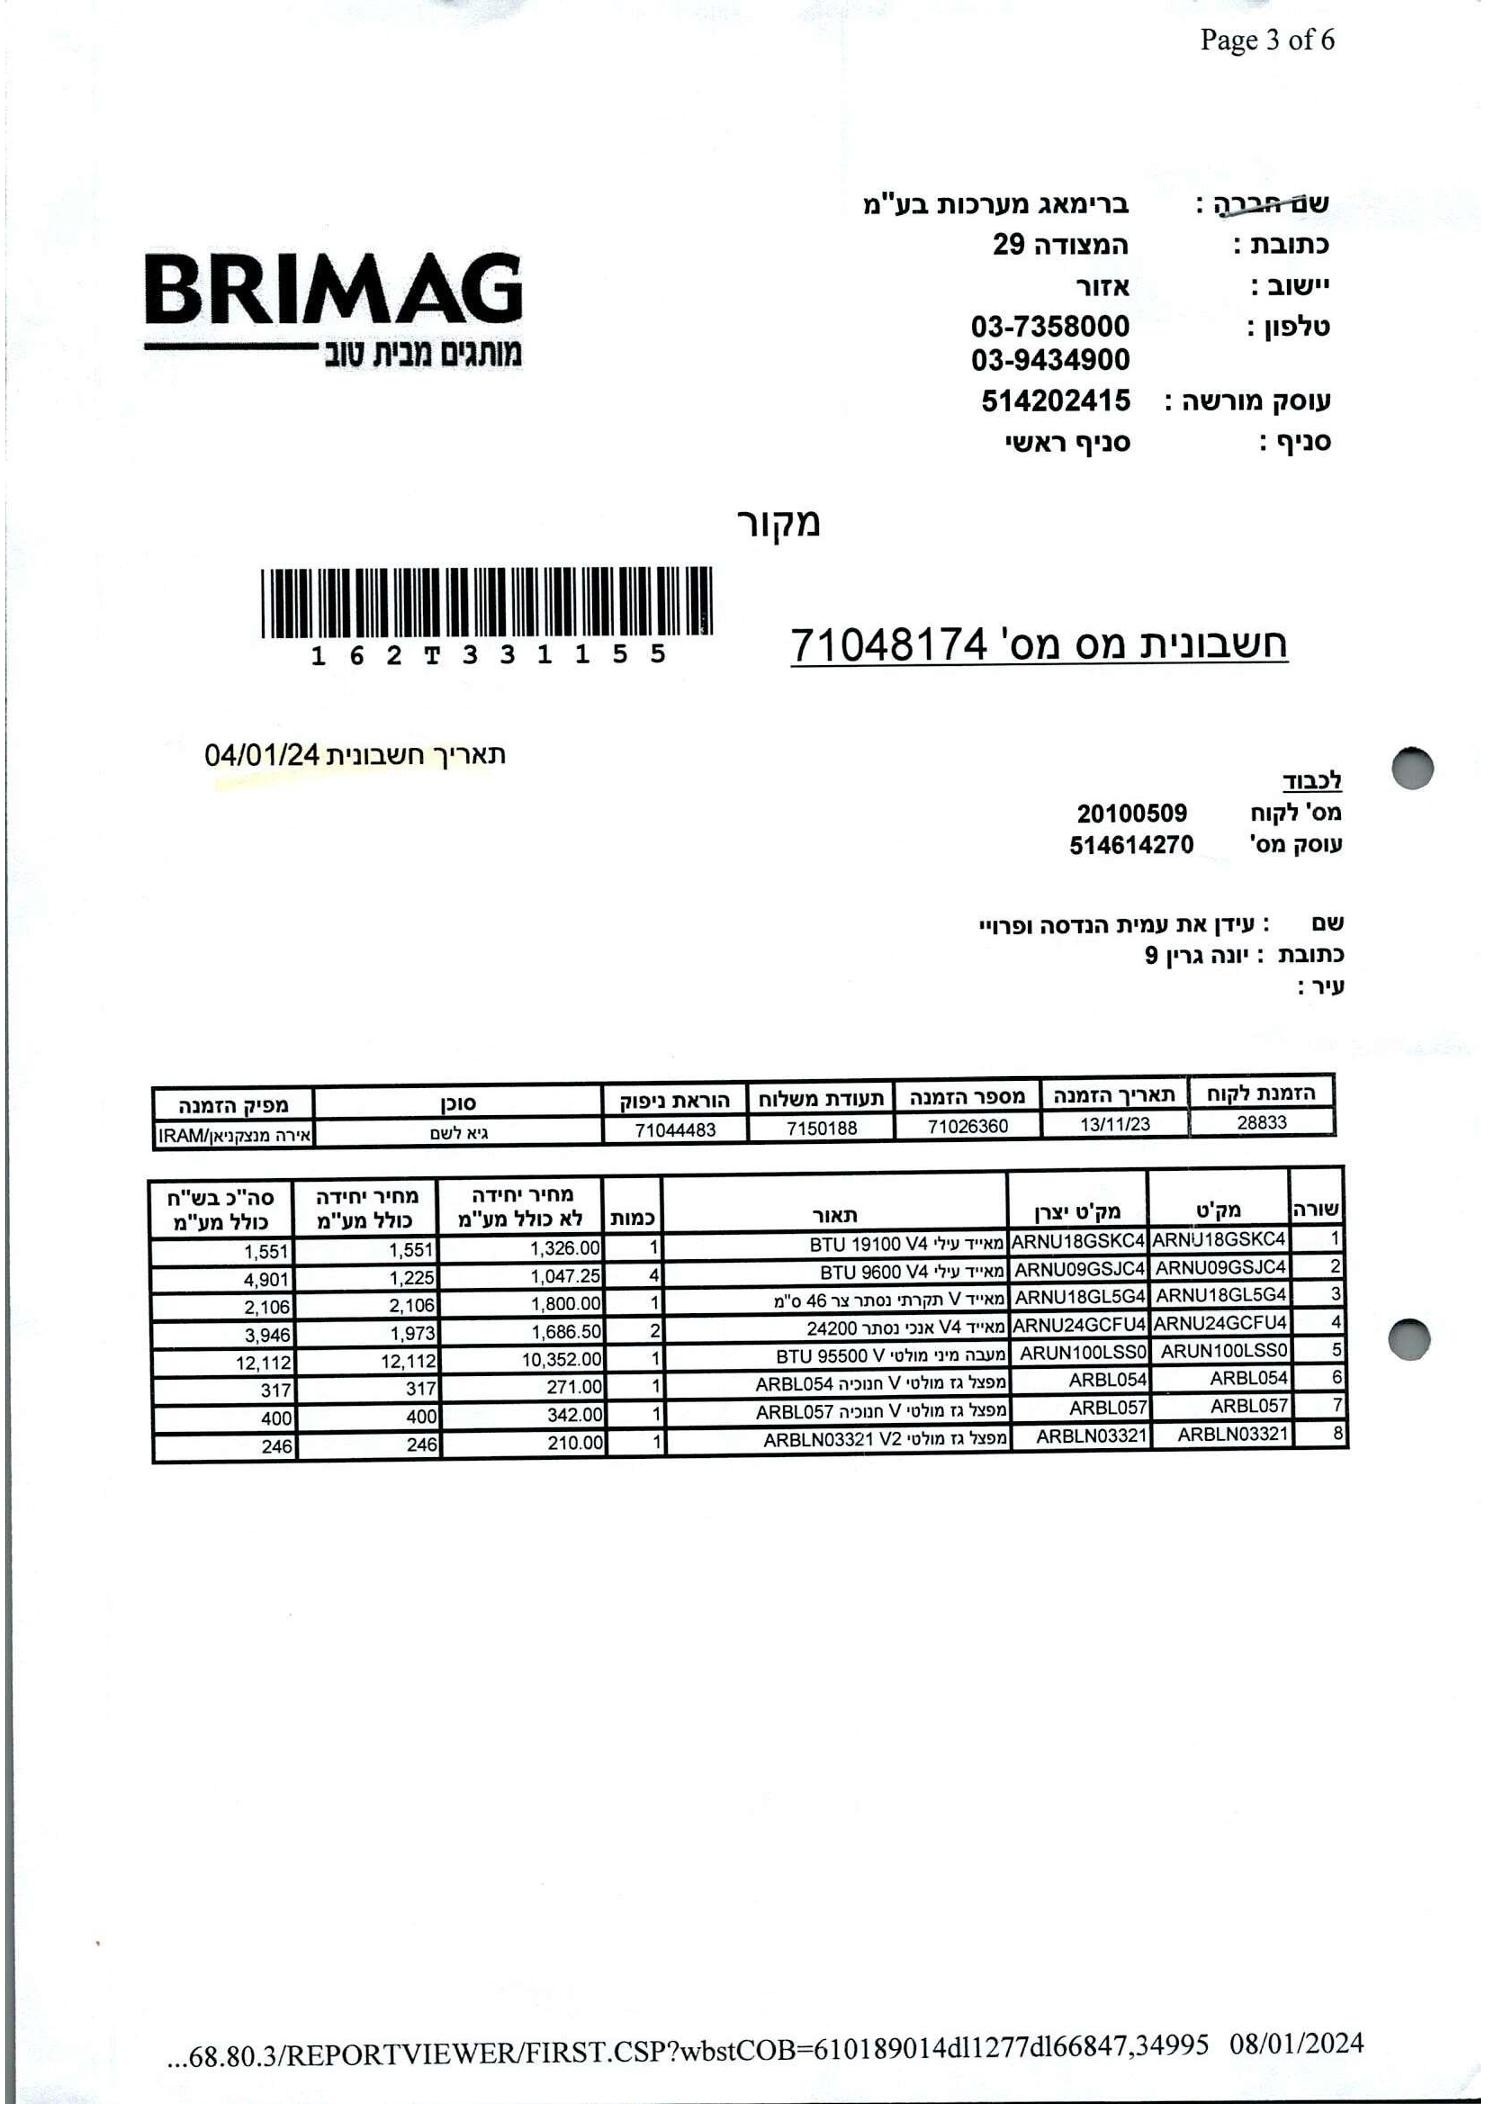 Page 3 of 6
שם חברה : ברימאג מערכות בע"מ
כתובת : המצודה 29
יישוב : אזור
טלפון : 03-7358000
03-9434900
עוסק מורשה : 514202415
סניף : סניף ראשי
BRIMAG
מותגים מבית טוב
מקור
162T331155
חשבונית מס מס' 71048174
תאריך חשבונית 04/01/24
לכבוד
מס' לקוח 20100509
עוסק מס' 514614270
שם : עידן את עמית הנדסה ופרויי
כתובת : יונה גרין 9
עיר :
הזמנת לקוח תאריך הזמנה מספר הזמנה תעודת משלוח הוראת ניפוק סוכן מפיק הזמנה
28833 13/11/23 71026360 7150188 71044483 גיא לשם אירה מנצקניאן/IRAM
שורה מק'ט מק'ט יצרן תאור כמות מחיר יחידה לא כולל מע"מ מחיר יחידה כולל מע"מ סה"כ בש"ח כולל מע"מ
1 ARNU18GSKC4 ARNU18GSKC4 מאייד עילי BTU 19100 V4 1 1,326.00 1,551 1,551
2 ARNU09GSJC4 ARNU09GSJC4 מאייד עילי BTU 9600 V4 4 1,047.25 1,225 4,901
3 ARNU18GL5G4 ARNU18GL5G4 מאייד V תקרתי נסתר צר 46 ס"מ 1 1,800.00 2,106 2,106
4 ARNU24GCFU4 ARNU24GCFU4 מאייד V4 אנכי נסתר 24200 2 1,686.50 1,973 3,946
5 ARUN100LSS0 ARUN100LSS0 מעבה מיני מולטי BTU 95500 V 1 10,352.00 12,112 12,112
6 ARBL054 ARBL054 מפצל גז מולטי V חנוכיה ARBL054 1 271.00 317 317
7 ARBL057 ARBL057 מפצל גז מולטי V חנוכיה ARBL057 1 342.00 400 400
8 ARBLN03321 ARBLN03321 מפצל גז מולטי ARBLN03321 V2 1 210.00 246 246
...68.80.3/REPORTVIEWER/FIRST.CSP?wbstCOB=610189014dl1277dl66847,34995 08/01/2024